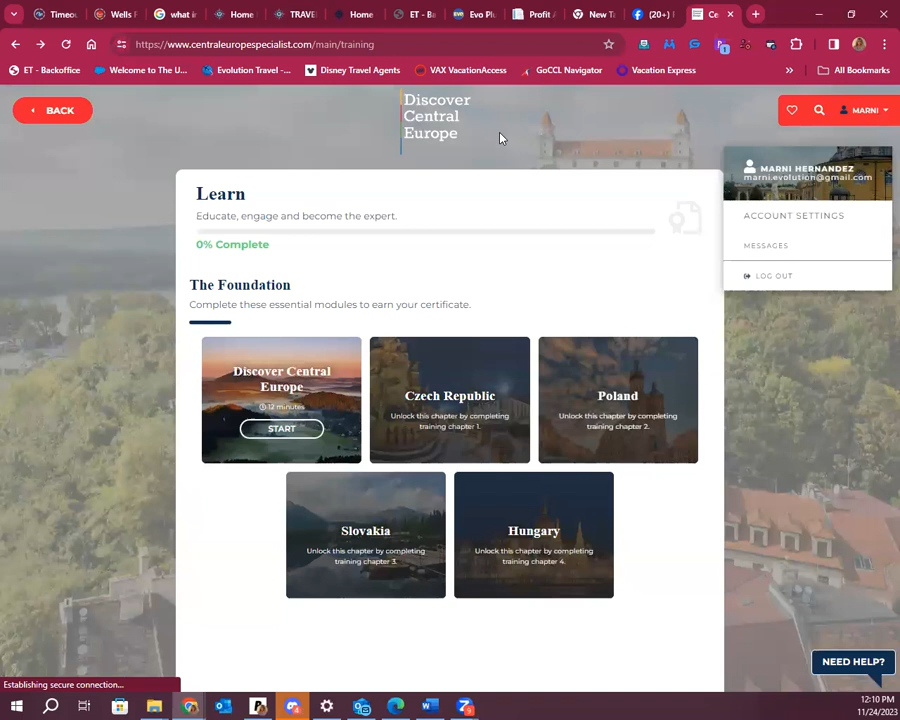 Timeou
Wells F
what in
Home
TRAVE
Home
ET - Ba
Evo Plu
Profit A
New Ta
(20+) F
Ce
https://www.centraleuropespecialist.com/main/training
1
ET - Backoffice
Welcome to The U...
Evolution Travel -...
Disney Travel Agents
VAX VacationAccess
GoCCL Navigator
Vacation Express
»
All Bookmarks
BACK
Discover
Central
Europe
MARNI
MARNI HERNANDEZ
marni.evolution@gmail.com
ACCOUNT SETTINGS
MESSAGES
LOG OUT
Learn
Educate, engage and become the expert.
0% Complete
The Foundation
Complete these essential modules to earn your certificate.
Discover Central
Europe
12 minutes
START
Czech Republic
Unlock this chapter by completing
training chapter 1.
Poland
Unlock this chapter by completing
training chapter 2.
Slovakia
Unlock this chapter by completing
training chapter 3.
Hungary
Unlock this chapter by completing
training chapter 4.
NEED HELP?
Establishing secure connection...
12:10 PM
11/24/2023